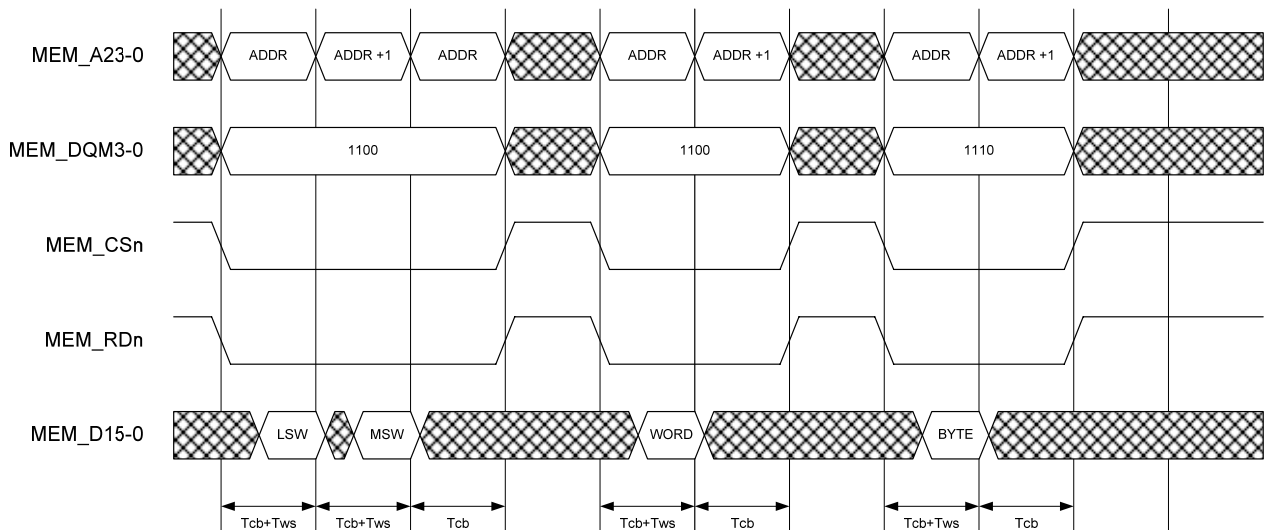 MEM_A23-0 ADDR ADDR +1 ADDR ADDR ADDR +1 ADDR ADDR +1
MEM_DQM3-0 1100 1100 1110
MEM_CSn
MEM_RDn
MEM_D15-0 LSW MSW WORD BYTE
Tcb+Tws Tcb+Tws Tcb Tcb+Tws Tcb Tcb+Tws Tcb